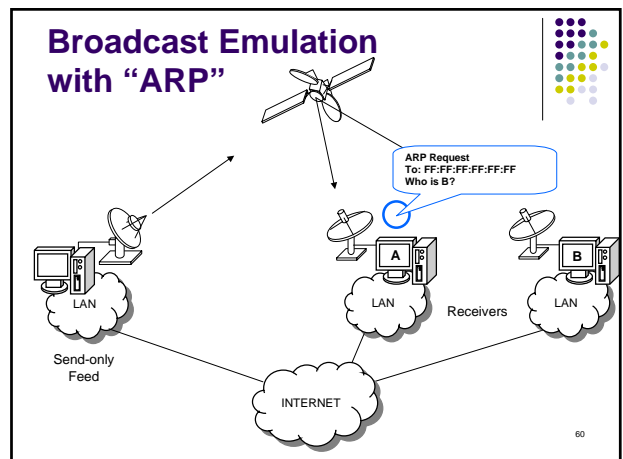 Broadcast Emulation
with “ARP”
ARP Request
To: FF:FF:FF:FF:FF:FF
Who is B?
A
B
LAN
LAN
Receivers
LAN
Send-only
Feed
INTERNET
60